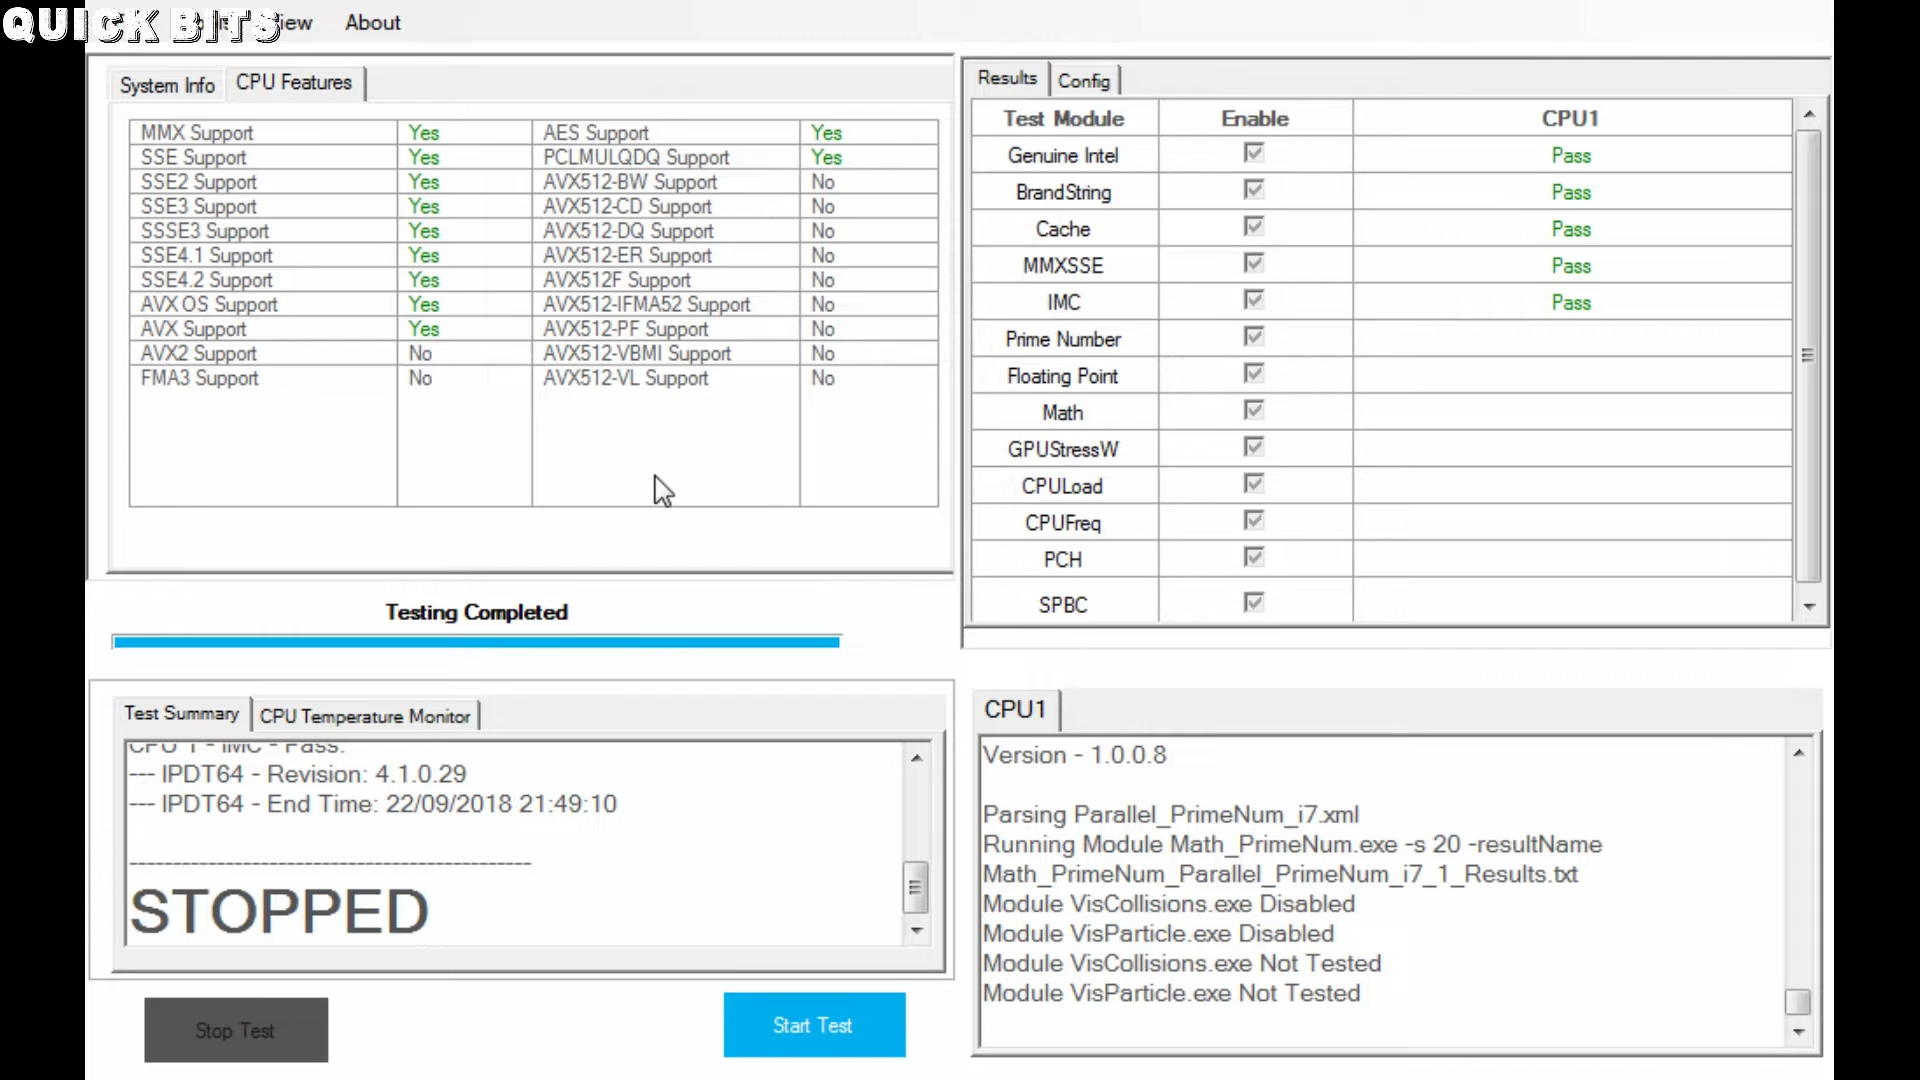 QUICK BITS
iew About
System Info CPU Features
MMX Support Yes AES Support Yes
SSE Support Yes PCLMULQDQ Support Yes
SSE2 Support Yes AVX512-BW Support No
SSE3 Support Yes AVX512-CD Support No
SSSE3 Support Yes AVX512-DQ Support No
SSE4.1 Support Yes AVX512-ER Support No
SSE4.2 Support Yes AVX512F Support No
AVX OS Support Yes AVX512-IFMA52 Support No
AVX Support Yes AVX512-PF Support No
AVX2 Support No AVX512-VBMI Support No
FMA3 Support No AVX512-VL Support No
Testing Completed
Results Config
Test Module Enable CPU1
Genuine Intel Pass
BrandString Pass
Cache Pass
MMXSSE Pass
IMC Pass
Prime Number
Floating Point
Math
GPUStressW
CPULoad
CPUFreq
PCH
SPBC
Test Summary CPU Temperature Monitor
CPU 1 - IMC - Pass.
--- IPDT64 - Revision: 4.1.0.29
--- IPDT64 - End Time: 22/09/2018 21:49:10
----------------------------------------------
STOPPED
Stop Test Start Test
CPU1
Version - 1.0.0.8
Parsing Parallel_PrimeNum_i7.xml
Running Module Math_PrimeNum.exe -s 20 -resultName
Math_PrimeNum_Parallel_PrimeNum_i7_1_Results.txt
Module VisCollisions.exe Disabled
Module VisParticle.exe Disabled
Module VisCollisions.exe Not Tested
Module VisParticle.exe Not Tested